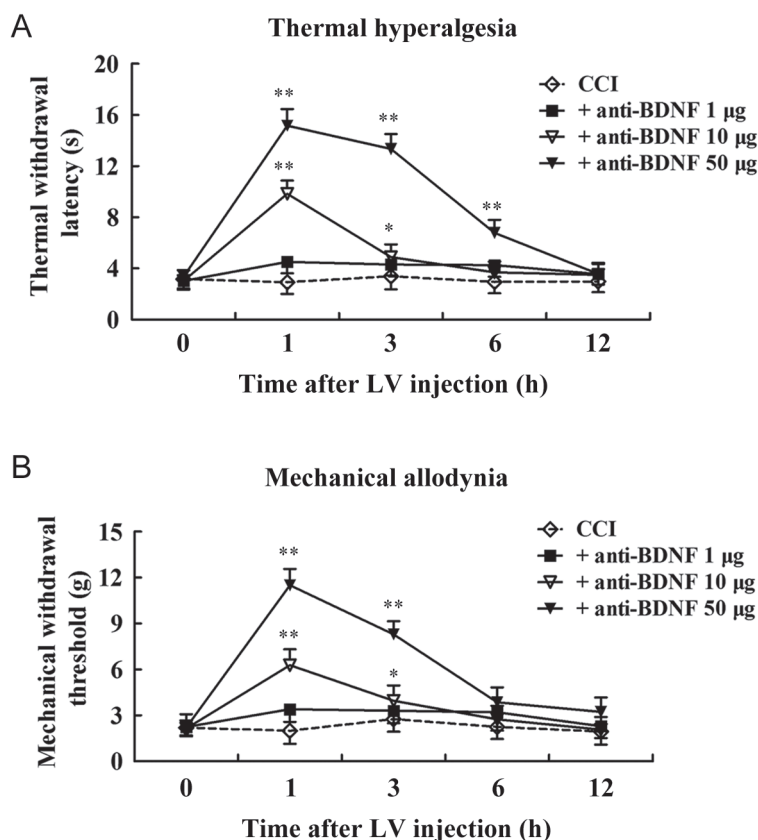 A
Thermal hyperalgesia
Thermal withdrawal
latency (s)
20
16
12
8
4
0
**
**
**
*
**
CCI
+ anti-BDNF 1 μg
+ anti-BDNF 10 μg
+ anti-BDNF 50 μg
0 1 3 6 12
Time after LV injection (h)
B
Mechanical allodynia
Mechanical withdrawal
threshold (g)
15
12
9
6
3
0
**
**
**
*
CCI
+ anti-BDNF 1 μg
+ anti-BDNF 10 μg
+ anti-BDNF 50 μg
0 1 3 6 12
Time after LV injection (h)